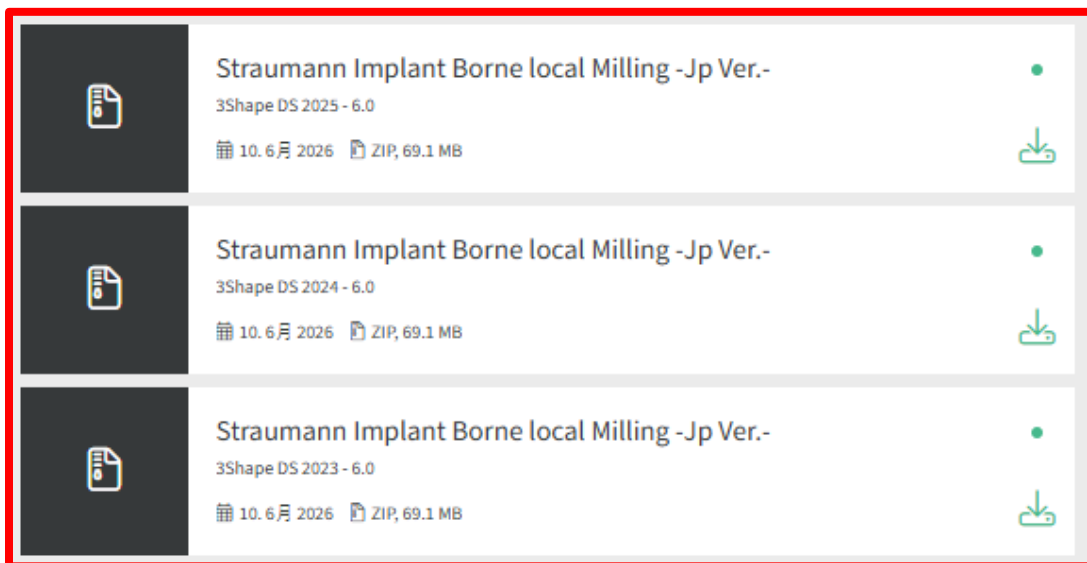 Straumann Implant Borne local Milling -Jp Ver.-
3Shape DS 2025 - 6.0
10. 6月 2026 ZIP, 69.1 MB
Straumann Implant Borne local Milling -Jp Ver.-
3Shape DS 2024 - 6.0
10. 6月 2026 ZIP, 69.1 MB
Straumann Implant Borne local Milling -Jp Ver.-
3Shape DS 2023 - 6.0
10. 6月 2026 ZIP, 69.1 MB